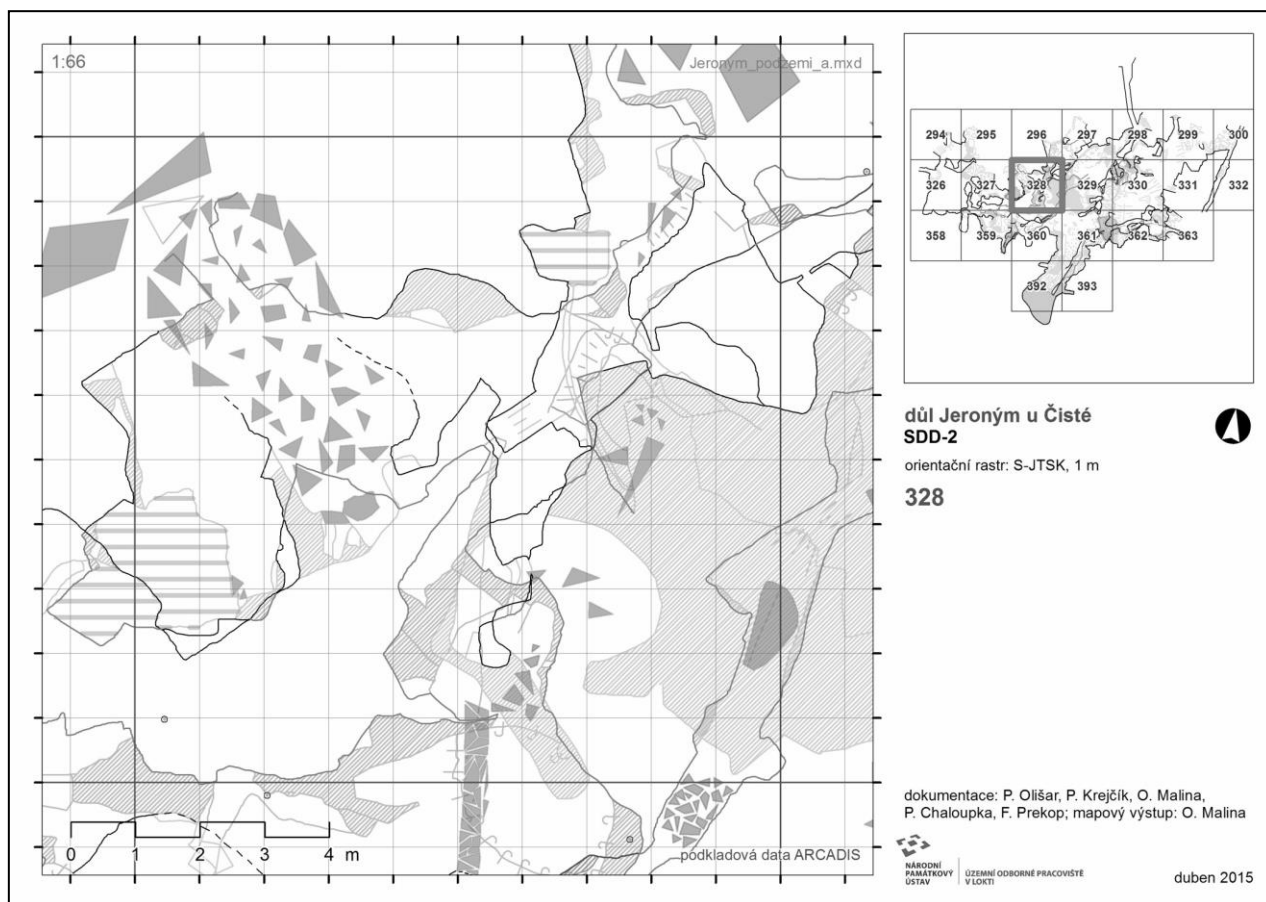 1:66
Jeronym_podzemi_a.mxd
0 1 2 3 4 m
podkladová data ARCADIS
294 295 296 297 298 299 300
326 327 328 329 330 331 332
358 359 360 361 362 363
392 393
důl Jeroným u Čisté
SDD-2
orientační rastr: S-JTSK, 1 m
328
dokumentace: P. Olišar, P. Krejčík, O. Malina,
P. Chaloupka, F. Prekop; mapový výstup: O. Malina
NÁRODNÍ
PAMÁTKOVÝ
ÚSTAV
ÚZEMNÍ ODBORNÉ PRACOVIŠTĚ
V LOKTI
duben 2015